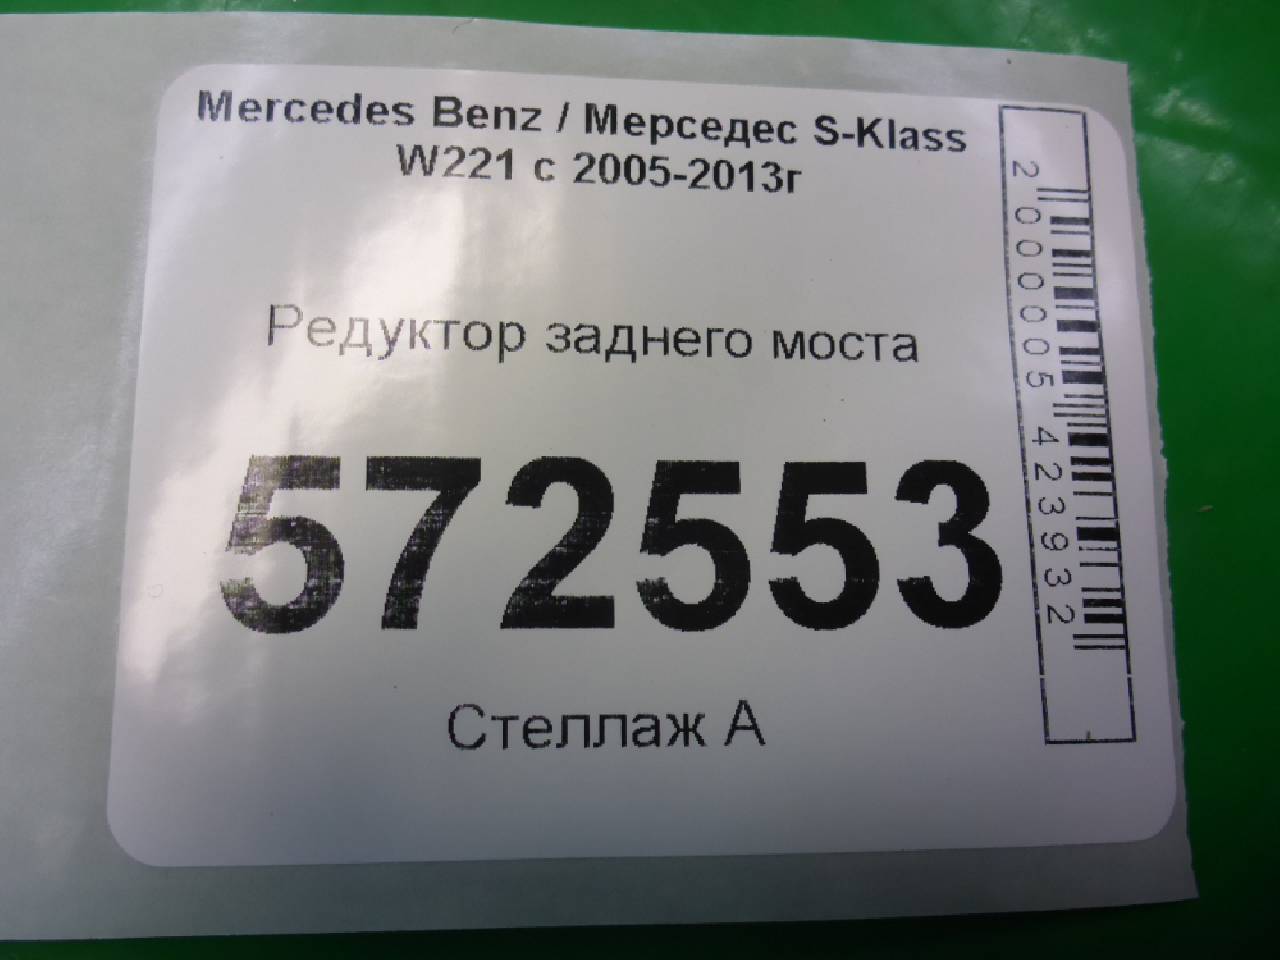 Mercedes Benz / Мерседес S-Klass
W221 с 2005-2013г
Редуктор заднего моста
572553
Стеллаж А
2000005423932